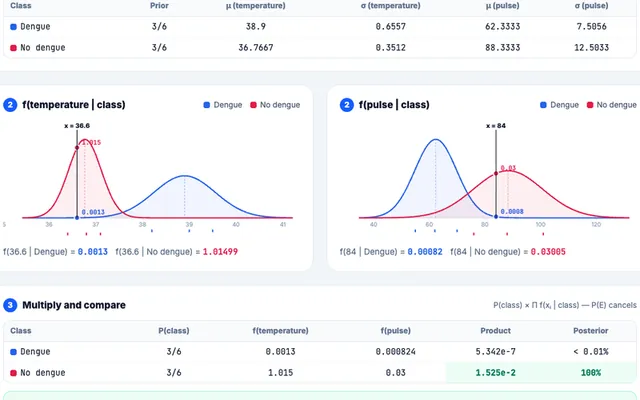 Class Prior μ (temperature) σ (temperature) μ (pulse) σ (pulse)
Dengue 3/6 38.9 0.6557 62.3333 7.5056
No dengue 3/6 36.7667 0.3512 88.3333 12.5033
2 f(temperature | class) Dengue No dengue
x = 36.6
1.015
0.0013
36 37 38 39 40 41
f(36.6 | Dengue) = 0.0013 f(36.6 | No dengue) = 1.01499
2 f(pulse | class) Dengue No dengue
x = 84
0.03
0.0008
40 60 80 100 120
f(84 | Dengue) = 0.00082 f(84 | No dengue) = 0.03005
3 Multiply and compare P(class) × Π f(xᵢ | class) — P(E) cancels
Class P(class) f(temperature) f(pulse) Product Posterior
Dengue 3/6 0.0013 0.000824 5.342e-7 < 0.01%
No dengue 3/6 1.015 0.03 1.525e-2 100%